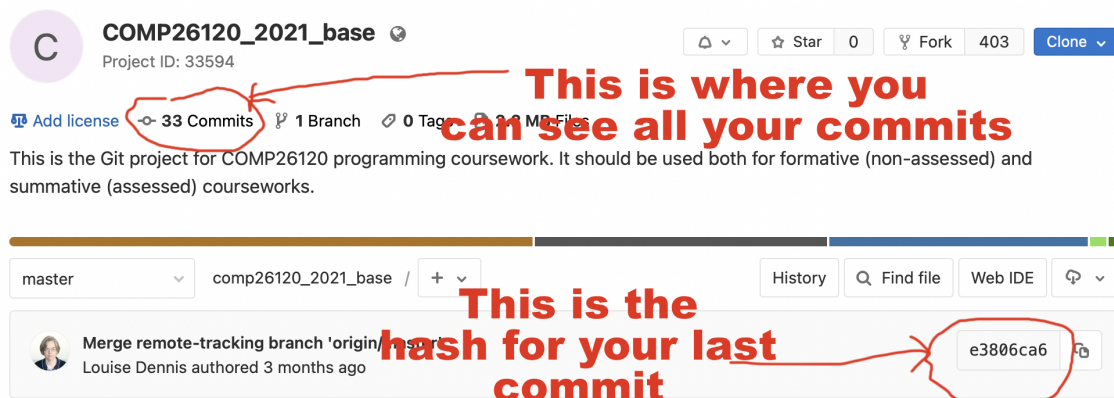 C
COMP26120_2021_base
Project ID: 33594
Star 0
Fork 403
Clone
This is where you
can see all your commits
Add license
33 Commits
1 Branch
0 Tags
MB Files
This is the Git project for COMP26120 programming coursework. It should be used both for formative (non-assessed) and
summative (assessed) courseworks.
master
comp26120_2021_base / +
History
Find file
Web IDE
This is the
hash for your last
commit
Merge remote-tracking branch 'origin/master'
Louise Dennis authored 3 months ago
e3806ca6